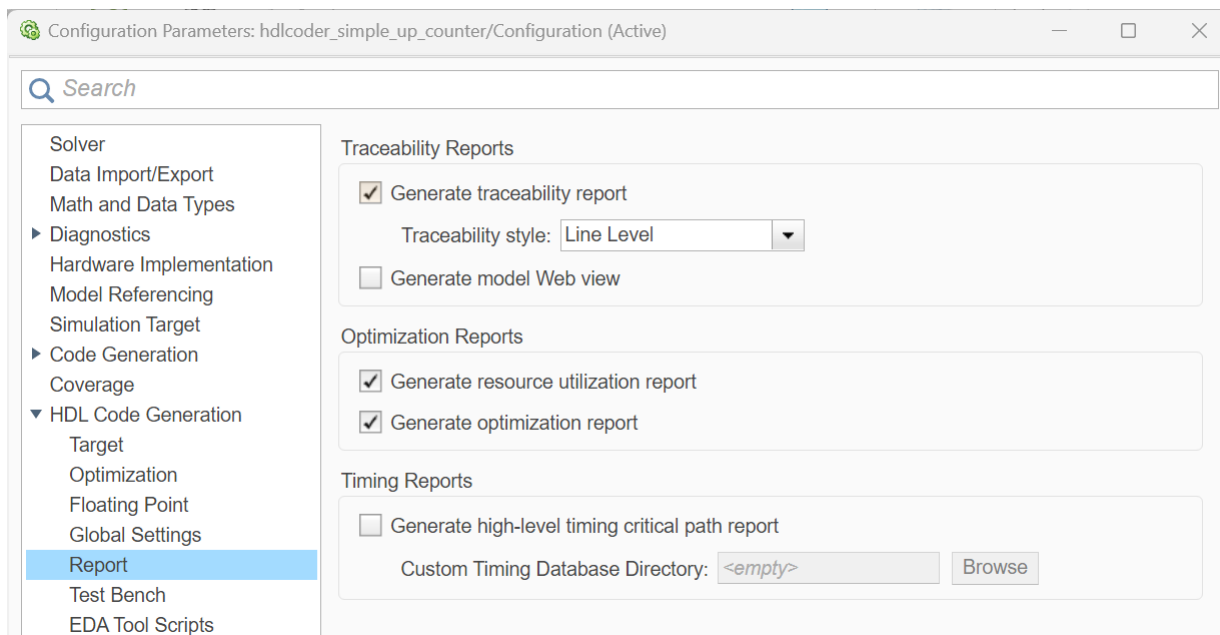 Configuration Parameters: hdlcoder_simple_up_counter/Configuration (Active)
Search
Solver
Data Import/Export
Math and Data Types
Diagnostics
Hardware Implementation
Model Referencing
Simulation Target
Code Generation
Coverage
HDL Code Generation
Target
Optimization
Floating Point
Global Settings
Report
Test Bench
EDA Tool Scripts
Traceability Reports
Generate traceability report
Traceability style: Line Level
Generate model Web view
Optimization Reports
Generate resource utilization report
Generate optimization report
Timing Reports
Generate high-level timing critical path report
Custom Timing Database Directory: <empty> Browse